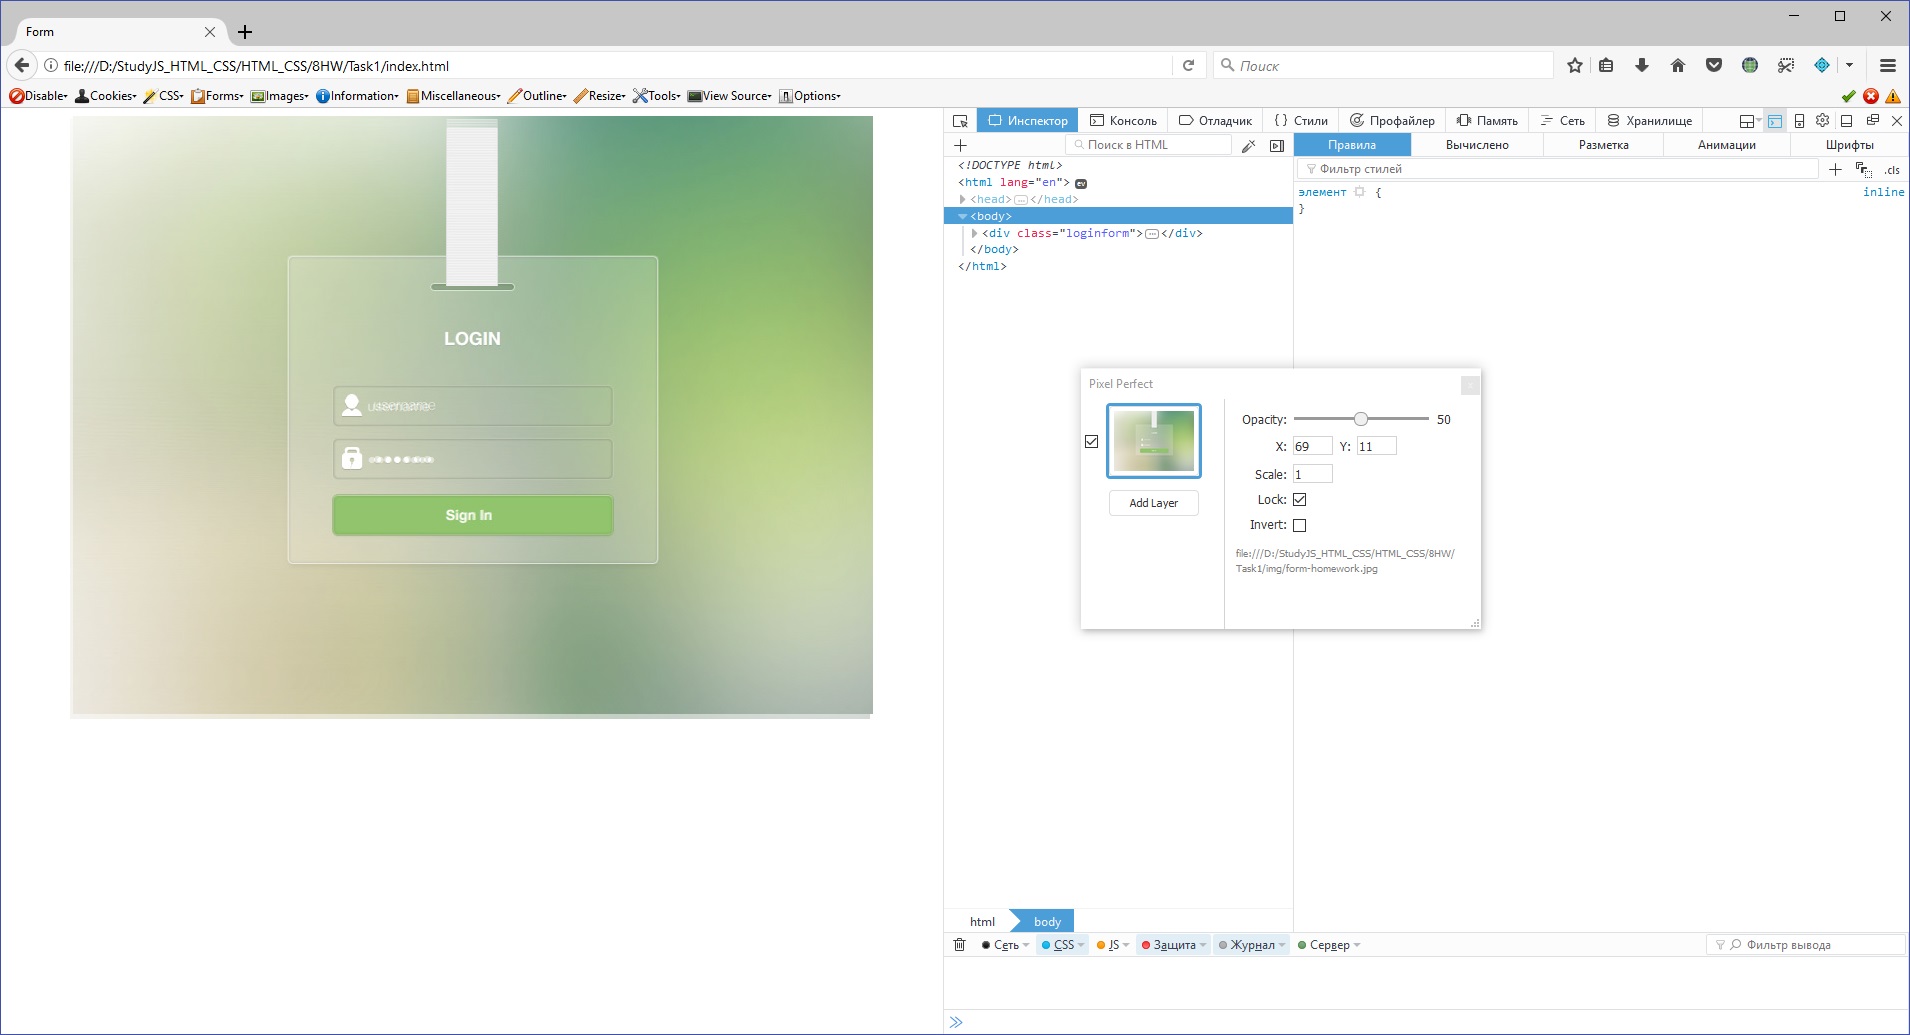 Form
file:///D:/StudyJS_HTML_CSS/HTML_CSS/8HW/Task1/index.html
Поиск
Disable Cookies CSS Forms Images Information Miscellaneous Outline Resize Tools View Source Options
LOGIN
Sign In
Инспектор Консоль Отладчик { } Стили Профайлер Память Сеть Хранилище
Поиск в HTML
<!DOCTYPE html>
<html lang="en"> ev
<head></head>
<body>
<div class="loginform"></div>
</body>
</html>
Правила Вычислено Разметка Анимации Шрифты
Фильтр стилей
.cls
элемент { inline
}
Pixel Perfect
Add Layer
Opacity: 50
X: 69 Y: 11
Scale: 1
Lock:
Invert:
file:///D:/StudyJS_HTML_CSS/HTML_CSS/8HW/
Task1/img/form-homework.jpg
html body
Сеть CSS JS Защита Журнал Сервер
Фильтр вывода